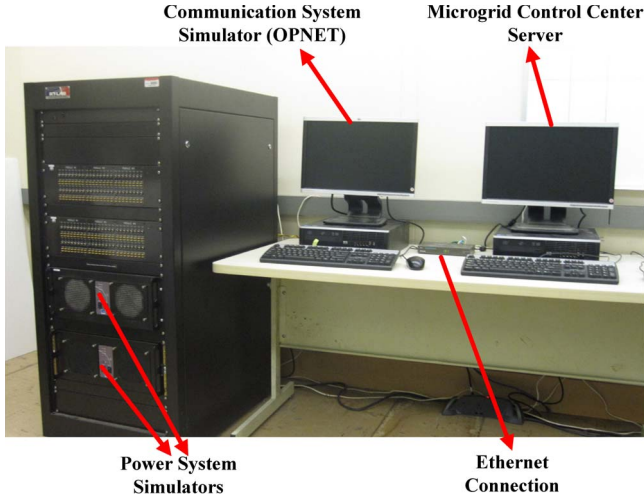 Communication System
Simulator (OPNET)
Microgrid Control Center
Server
Power System
Simulators
Ethernet
Connection